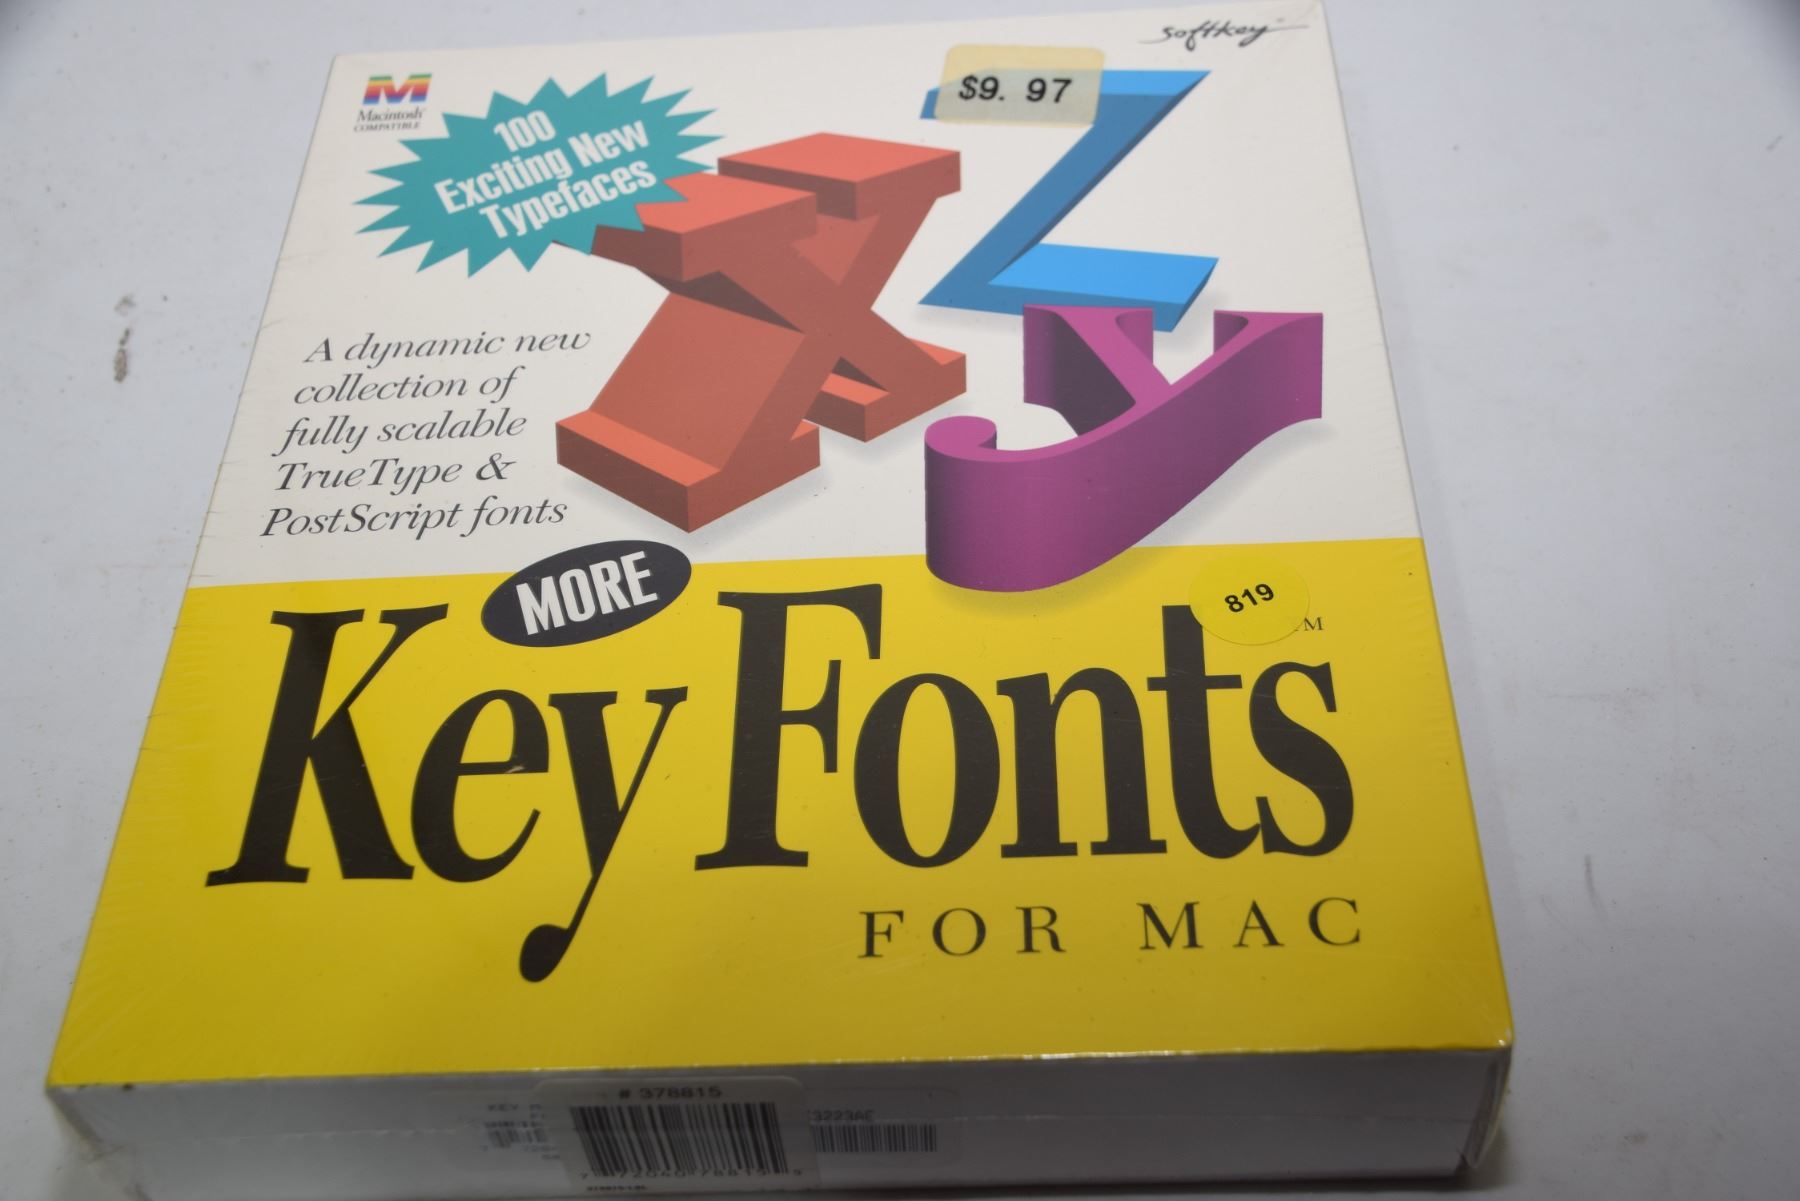 softkey
M
Macintosh
COMPATIBLE
$9. 97
100
Exciting New
Typefaces
X
Z
y
A dynamic new
collection of
fully scalable
TrueType &
PostScript fonts
MORE
819
Key Fonts
FOR MAC
# 378815